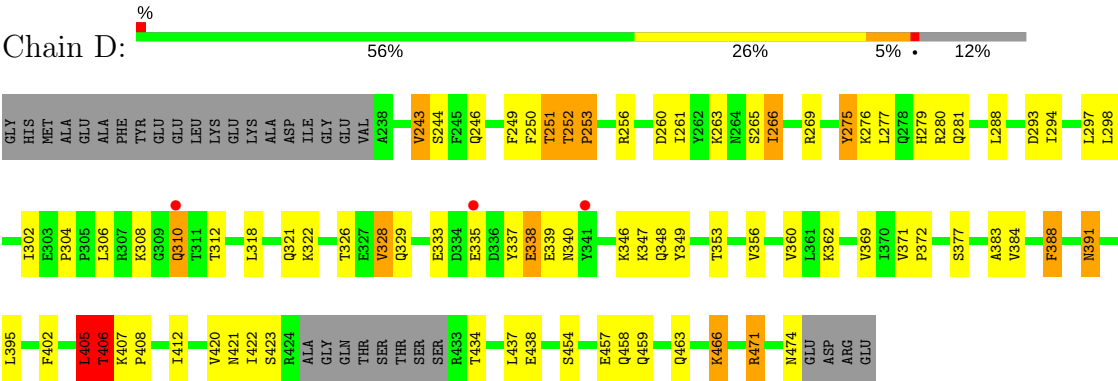 %
Chain D:
56% 26% 5% • 12%
GLY HIS MET ALA GLU ALA PHE TYR GLU GLU LEU LYS GLU LYS ALA ASP ILE GLY GLU VAL A238 V243 S244 F245 Q246 F249 F250 T251 T252 P253 R256 D260 I261 Y262 K263 N264 S265 I266 R269 Y275 K276 L277 Q278 H279 R280 Q281 L288 D293 I294 L297 L298
I302 E303 P304 P305 L306 R307 K308 G309 Q310 T311 T312 L318 Q321 K322 T326 E327 V328 Q329 E333 D334 E335 D336 Y337 E338 E339 N340 Y341 K346 K347 Q348 Y349 T353 V356 V360 L361 K362 V369 I370 V371 P372 S377 A383 V384 F388 N391
L395 F402 L405 T406 K407 P408 I412 V420 N421 I422 S423 R424 ALA GLY GLN THR SER THR SER SER R433 T434 L437 E438 S454 E457 Q458 Q459 Q463 K466 R471 N474 GLU ASP ARG GLU